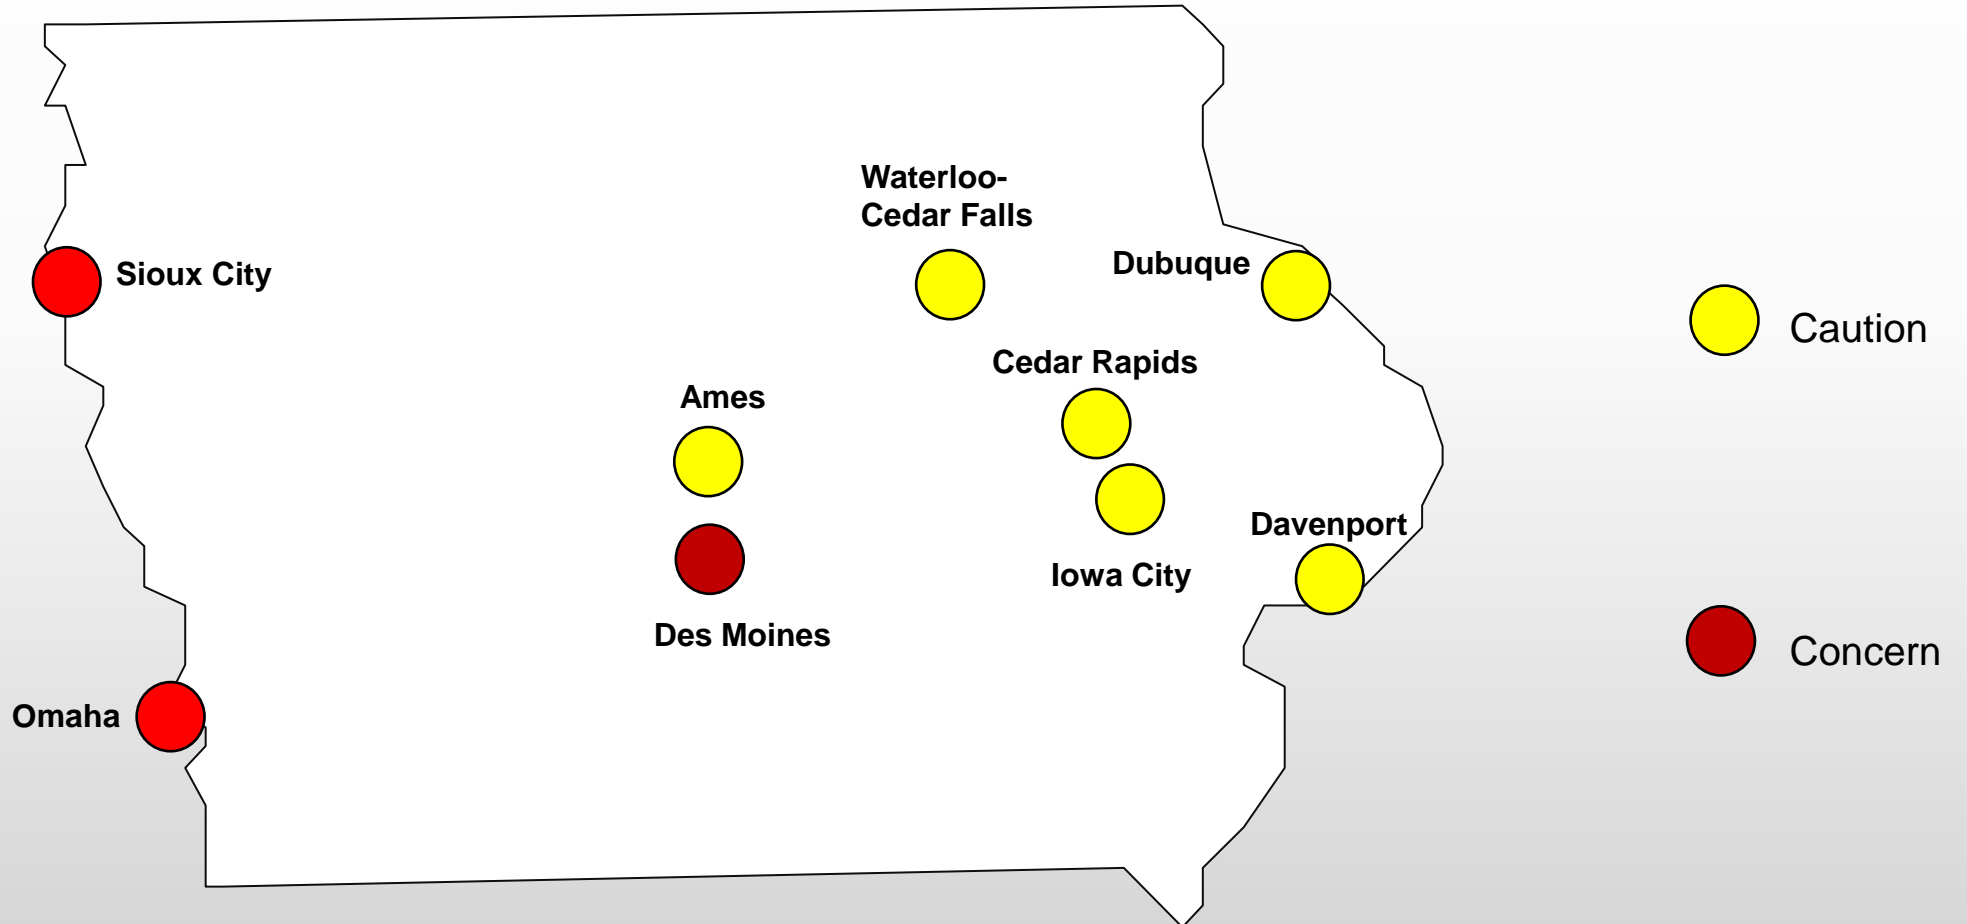 Waterloo-
Cedar Falls
Sioux City
Dubuque
Caution
Cedar Rapids
Ames
Davenport
Iowa City
Des Moines
Concern
Omaha